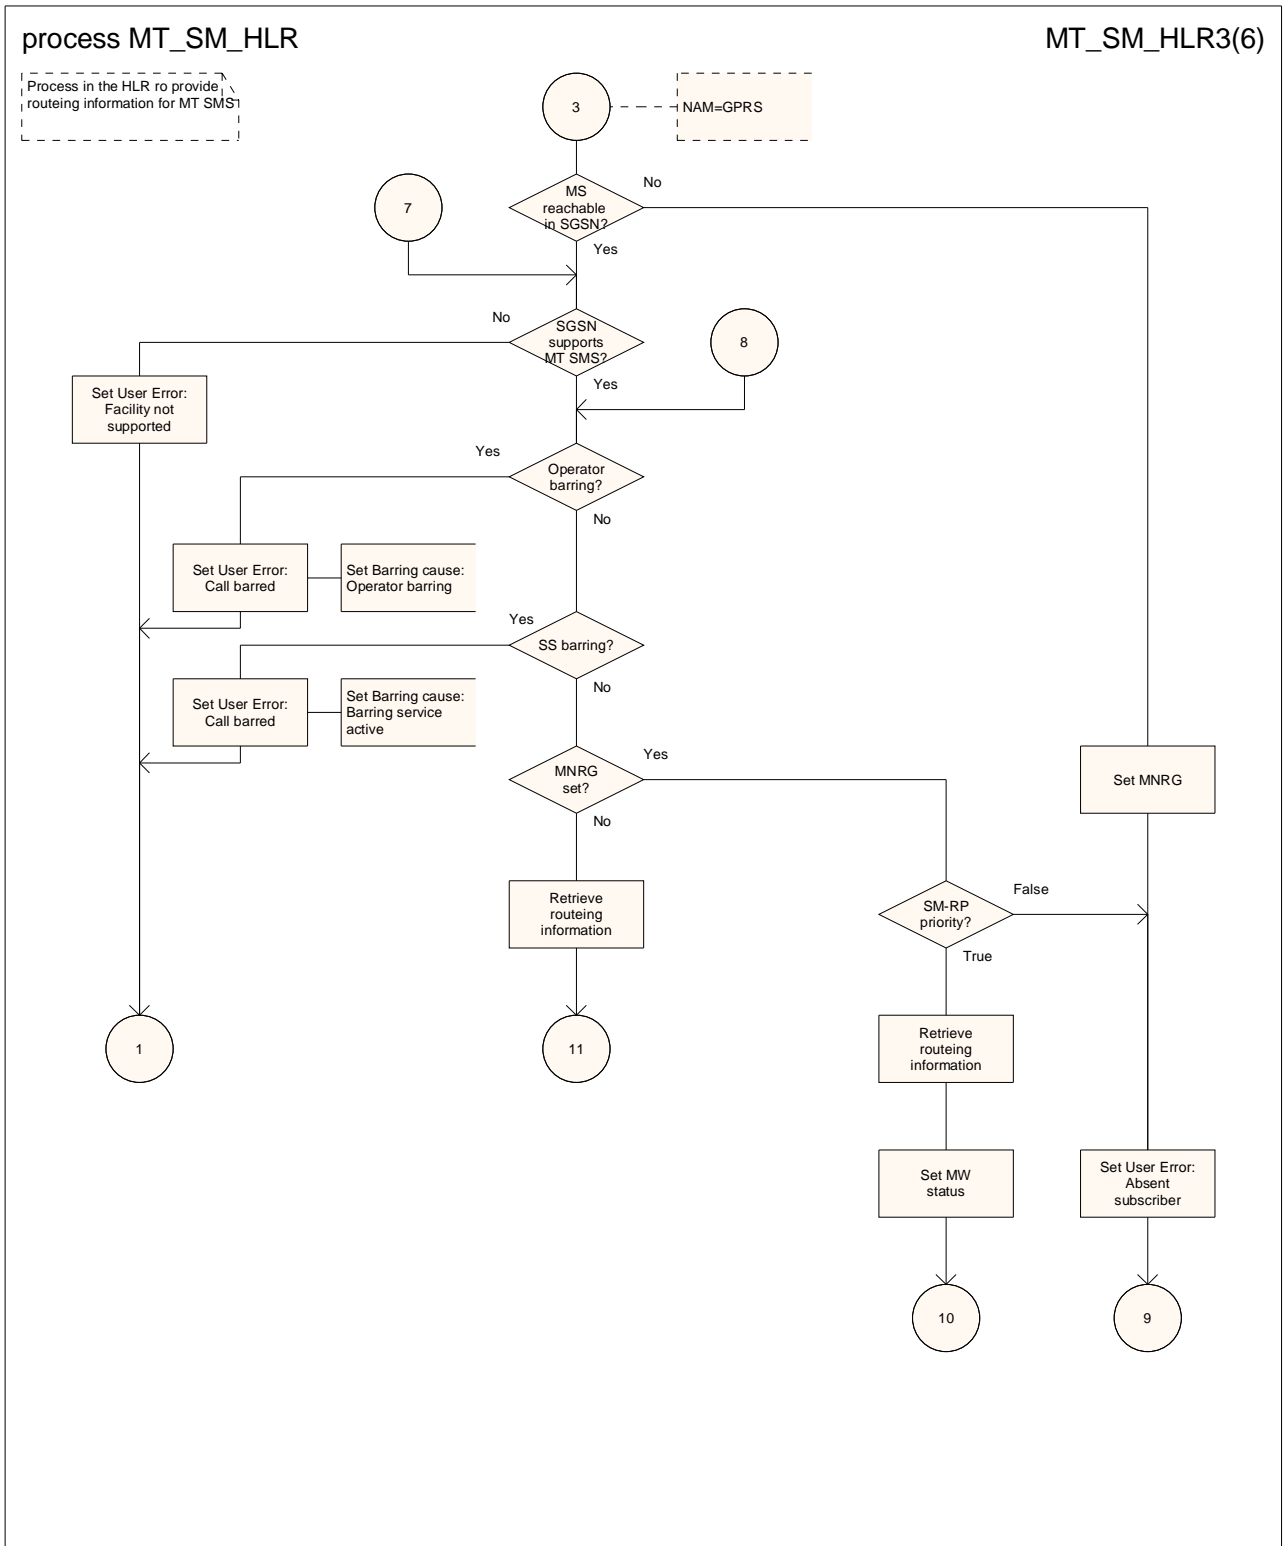 process MT_SM_HLR
MT_SM_HLR3(6)
Process in the HLR ro provide
routeing information for MT SMS
3
NAM=GPRS
MS
reachable
in SGSN?
No
7
Yes
No
SGSN
supports
MT SMS?
8
Yes
Set User Error:
Facility not
supported
Yes
Operator
barring?
No
Set User Error:
Call barred
Set Barring cause:
Operator barring
Yes
SS barring?
No
Set User Error:
Call barred
Set Barring cause:
Barring service
active
Yes
MNRG
set?
Set MNRG
No
Retrieve
routeing
information
SM-RP
priority?
False
True
1
11
Retrieve
routeing
information
Set MW
status
Set User Error:
Absent
subscriber
10
9